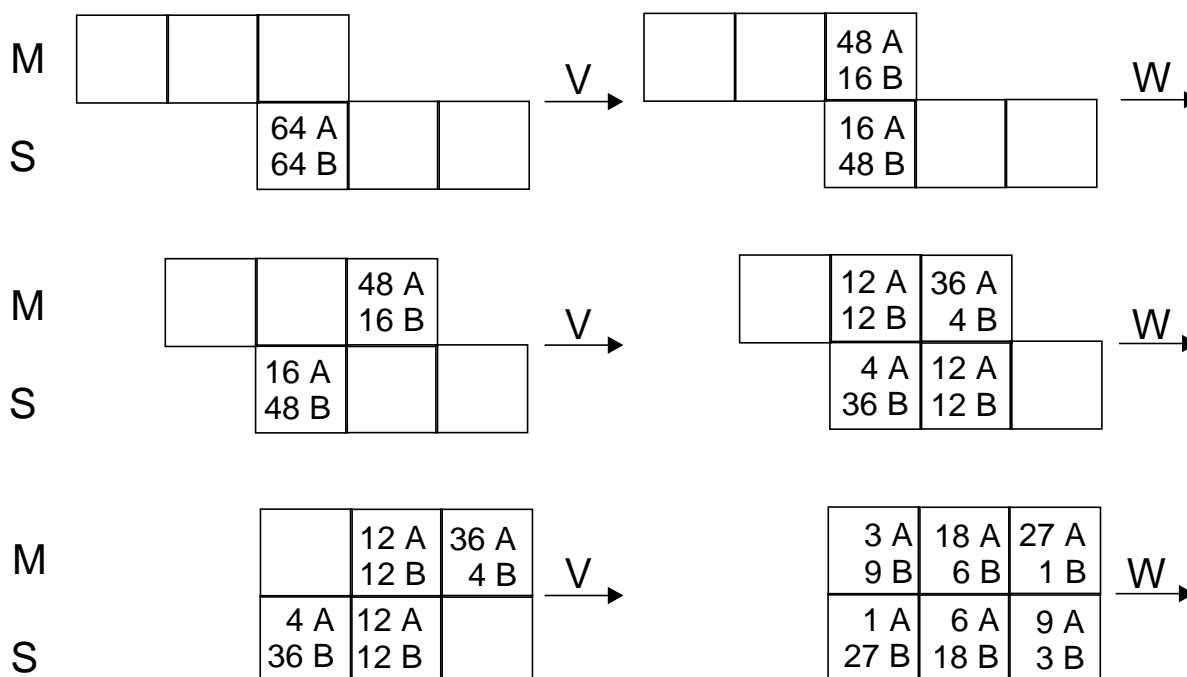 M
48 A
16 B
V
W
S
64 A
64 B
16 A
48 B
M
48 A
16 B
V
12 A 36 A
12 B 4 B
W
S
16 A
48 B
4 A 12 A
36 B 12 B
M
12 A 36 A
12 B 4 B
V
3 A 18 A 27 A
9 B 6 B 1 B
W
S
4 A 12 A
36 B 12 B
1 A 6 A 9 A
27 B 18 B 3 B